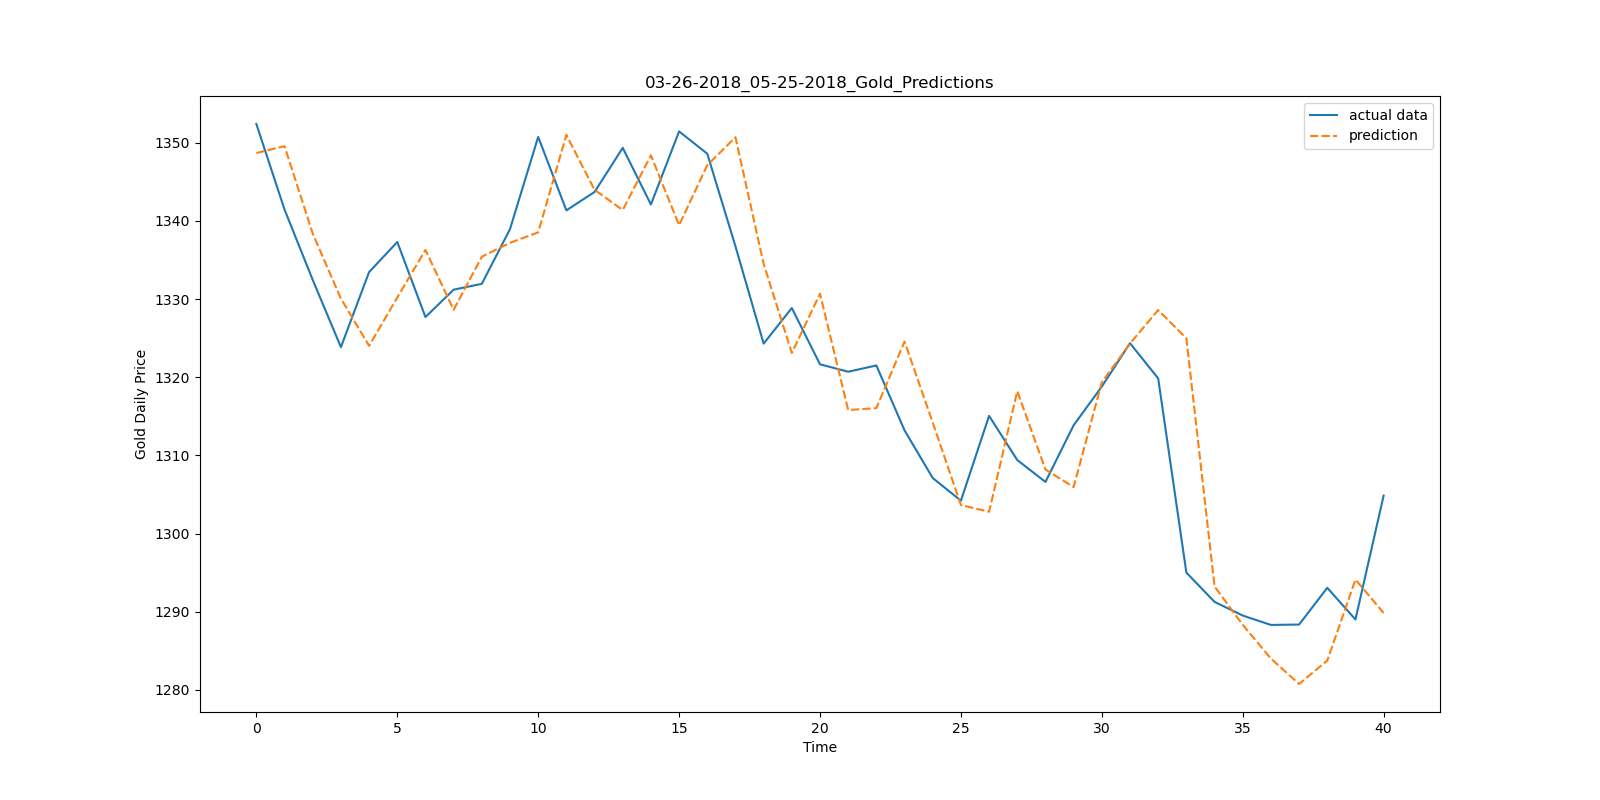 03-26-2018_05-25-2018_Gold_Predictions
actual data
prediction
Gold Daily Price
1350
1340
1330
1320
1310
1300
1290
1280
0 5 10 15 20 25 30 35 40
Time